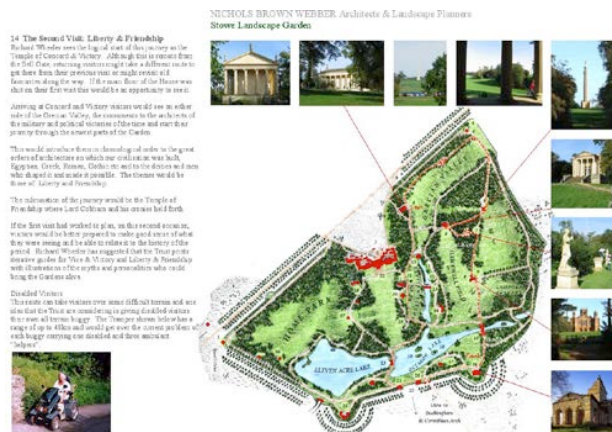 NICHOLS BROWN WEBBER Architects & Landscape Planners
Stowe Landscape Garden
14 The Second Visit: Liberty & Friendship
Richard Wheeler sees the logical start of this journey as the
Temple of Concord & Victory. Although this is remote from
the Bell Gate, returning visitors might take a different route to
get there from their previous visit or might revisit old
favourites along the way. If the main floor of the House was
shut on their first visit this would be an opportunity to see it.
Arriving at Concord and Victory visitors would see on either
side of the Grecian Valley, the monuments to the architects of
the military and political victories of the time and start their
journey through the newest parts of the Garden.
This would introduce them in chronological order to the great
orders of architecture on which our civilisation was built,
Egyptian, Greek, Roman, Gothic etc and to the deities and men
who shaped it and made it possible. The themes would be
those of Liberty and Friendship.
The culmination of the journey would be the Temple of
Friendship where Lord Cobham and his cronies held forth.
If the first visit had worked to plan, on this second occasion,
visitors would be better prepared to make good sense of what
they were seeing and be able to relate it to the history of the
period. Richard Wheeler has suggested that the Trust prints
souvenir guides for Vice & Virtue and Liberty & Friendship
with illustrations of the myths and personalities who could
bring the Gardens alive.
Disabled Visitors
This route can take visitors over some difficult terrain and one
idea that the Trust are considering is giving disabled visitors
their own all terrain buggy. The Tramper shown below has a
range of up to 40km and would get over the current problem of
each buggy carrying one disabled and three ambulant
"helpers".
ELEVEN ACRE LAKE
View to
Buckingham
& Corinthian Arch